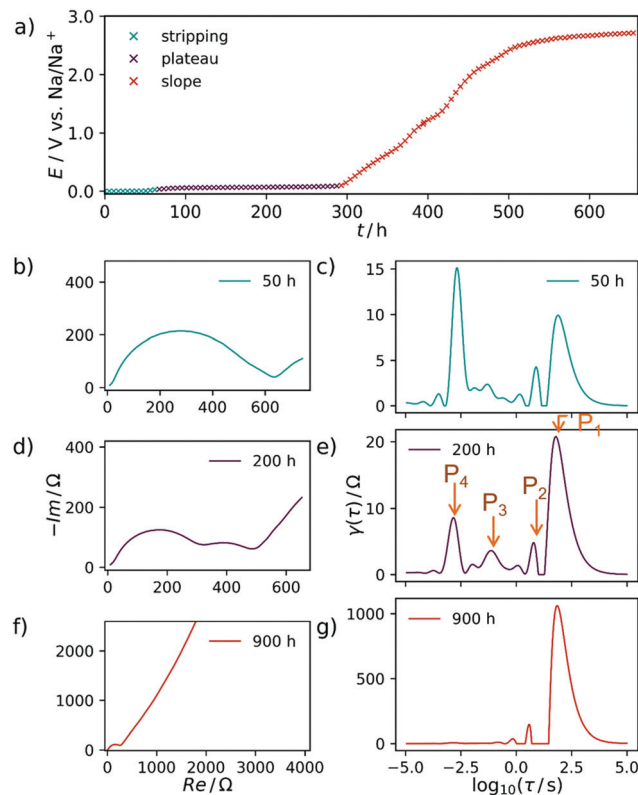 a)
3.0
2.0
1.0
0.0
E / V vs. Na/Na⁺
stripping
plateau
slope
0 100 200 300 400 500 600
t / h
b)
400
200
0
50 h
0 200 400 600
c)
15
10
5
0
50 h
d)
400
200
0
200 h
0 200 400 600
−Im / Ω
e)
20
10
0
200 h
P₁
P₄
P₃
P₂
γ(τ) / Ω
f)
2000
1000
0
900 h
0 1000 2000 3000 4000
Re / Ω
g)
1000
500
0
900 h
−5.0 −2.5 0.0 2.5 5.0
log₁₀(τ / s)